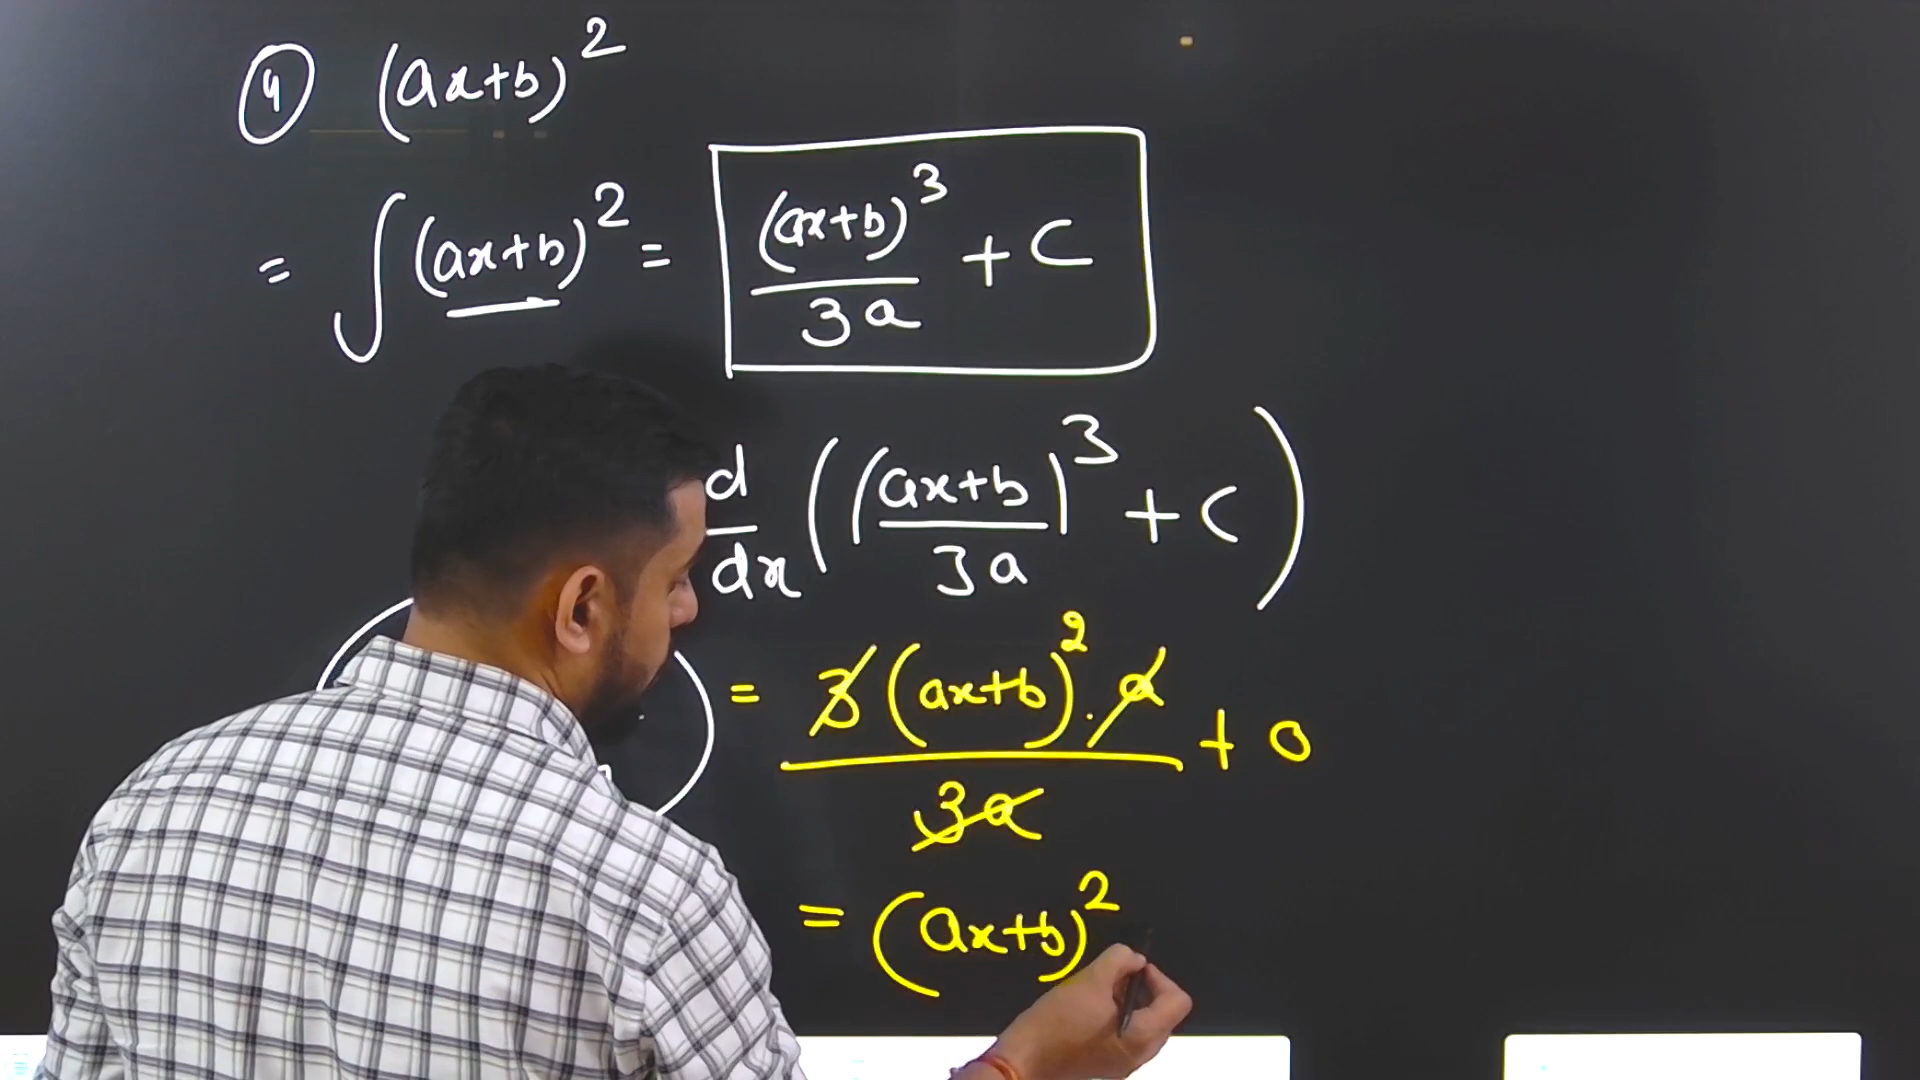 ④ (ax+b)²
= ∫(ax+b)² = (ax+b)³/3a + C
d/dx (((ax+b)/3a)³ + C)
= 3(ax+b)².a/3a + 0
= (ax+b)²